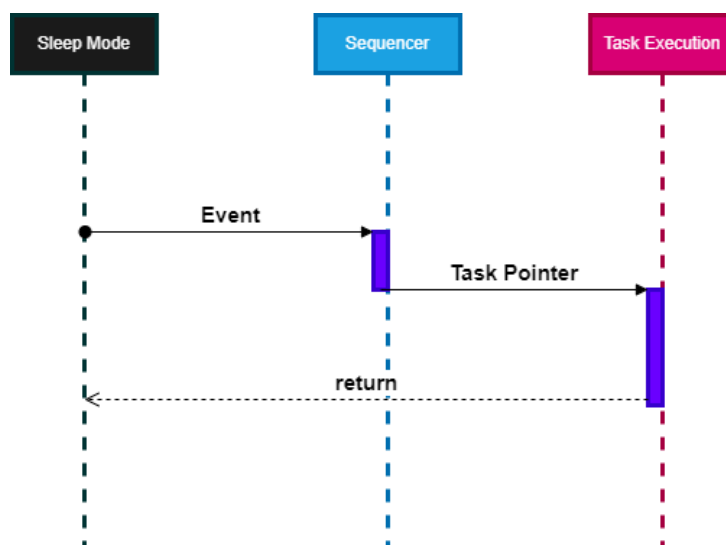 Sleep Mode
Sequencer
Task Execution
Event
Task Pointer
return